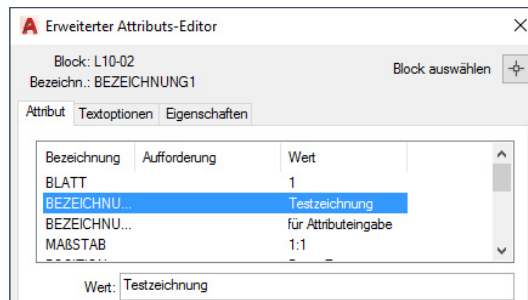 Erweiterter Attributs-Editor
Block: L10-02
Bezeichn.: BEZEICHNUNG1
Block auswählen
Attribut Textoptionen Eigenschaften
Bezeichnung Aufforderung Wert
BLATT 1
BEZEICHNU... Testzeichnung
BEZEICHNU... für Attributeingabe
MAßSTAB 1:1
Wert: Testzeichnung